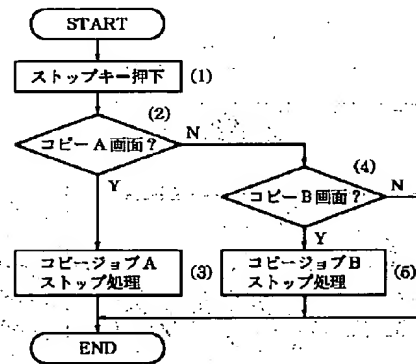 START
ストップキー押下 (1)
(2)
コピーA画面？ N
Y
(4)
コピーB画面？ N
Y
コピージョブA
ストップ処理 (3)
コピージョブB
ストップ処理 (5)
END